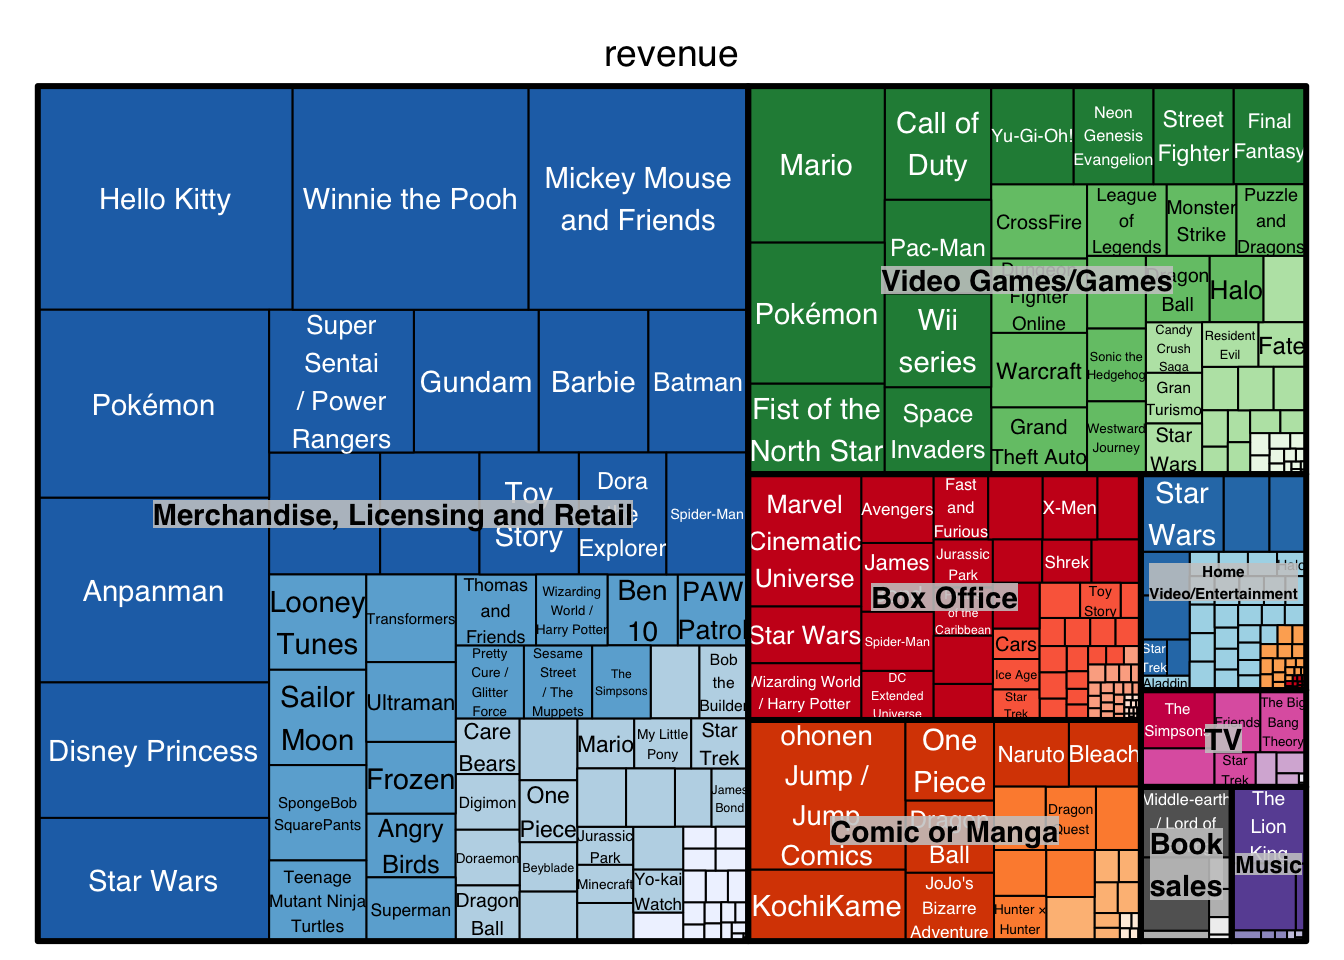 revenue
Hello Kitty
Winnie the Pooh
Mickey Mouse
and Friends
Pokémon
Anpanman
Disney Princess
Star Wars
Super
Sentai
/ Power
Rangers
Gundam
Barbie
Batman
Toy
Story
Dora
Explorer
Spider-Man
Merchandise, Licensing and Retail
Looney
Tunes
Sailor
Moon
SpongeBob
SquarePants
Teenage
Mutant Ninja
Turtles
Transformers
Ultraman
Frozen
Angry
Birds
Superman
Thomas
and
Friends
Wizarding
World /
Harry Potter
Ben
10
PAW
Patrol
Pretty
Cure /
Glitter
Force
Sesame
Street
/ The
Muppets
The
Simpsons
Bob
the
Builder
Care
Bears
Digimon
Doraemon
Dragon
Ball
One
Piece
Beyblade
Mario
My Little
Pony
Star
Trek
James
Bond
Jurassic
Park
Minecraft
Yo-kai
Watch
Mario
Pokémon
Fist of the
North Star
Call of
Duty
Pac-Man
Wii
series
Space
Invaders
Yu-Gi-Oh!
Neon
Genesis
Evangelion
Street
Fighter
Final
Fantasy
CrossFire
League
of
Legends
Monster
Strike
Puzzle
and
Dragons
Video Games/Games
Fighter
Online
Warcraft
Grand
Theft Auto
Sonic the
Hedgehog
Westward
Journey
Dragon
Ball
Halo
Candy
Crush
Saga
Resident
Evil
Fate
Gran
Turismo
Star
Wars
Marvel
Cinematic
Universe
Star Wars
Wizarding World
/ Harry Potter
Avengers
James
Spider-Man
DC
Extended
Universe
Fast
and
Furious
Jurassic
Park
of the
Caribbean
X-Men
Shrek
Toy
Story
Cars
Ice Age
Star
Trek
Box Office
Star
Wars
Halo
Home
Video/Entertainment
Star
Trek
Aladdin
The
Simpsons
Friends
The Big
Bang
Theory
Star
Trek
TV
ohonen
Jump /
Jump
Comics
KochiKame
One
Piece
Dragon
Ball
JoJo's
Bizarre
Adventure
Naruto
Bleach
Dragon
Quest
Hunter ×
Hunter
Comic or Manga
Middle-earth
/ Lord of
Book
sales
The
Lion
King
Music